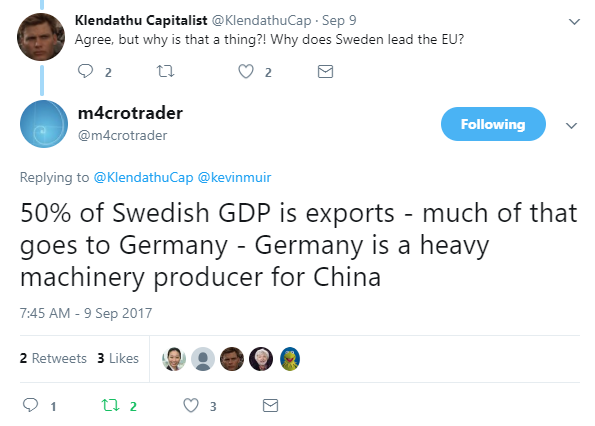 Klendathu Capitalist @KlendathuCap · Sep 9
Agree, but why is that a thing?! Why does Sweden lead the EU?
2 2
m4crotrader
@m4crotrader
Following
Replying to @KlendathuCap @kevinmuir
50% of Swedish GDP is exports - much of that
goes to Germany - Germany is a heavy
machinery producer for China
7:45 AM - 9 Sep 2017
2 Retweets 3 Likes
1 2 3